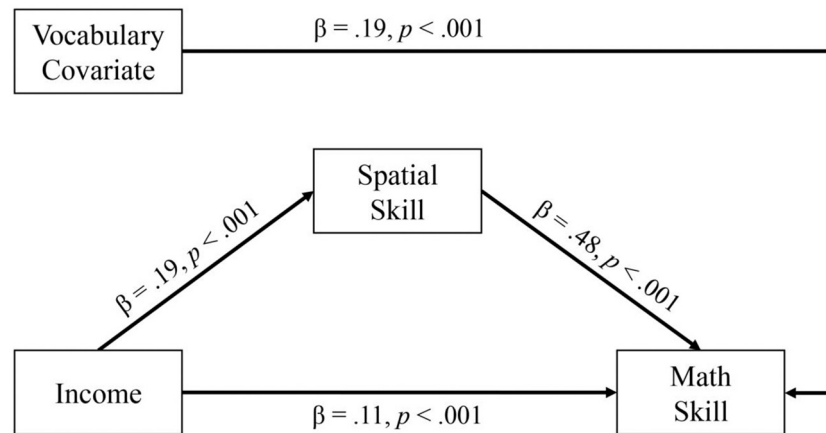 Vocabulary
Covariate
β = .19, p < .001
Spatial
Skill
β = .19, p < .001
β = .48, p < .001
Income
β = .11, p < .001
Math
Skill